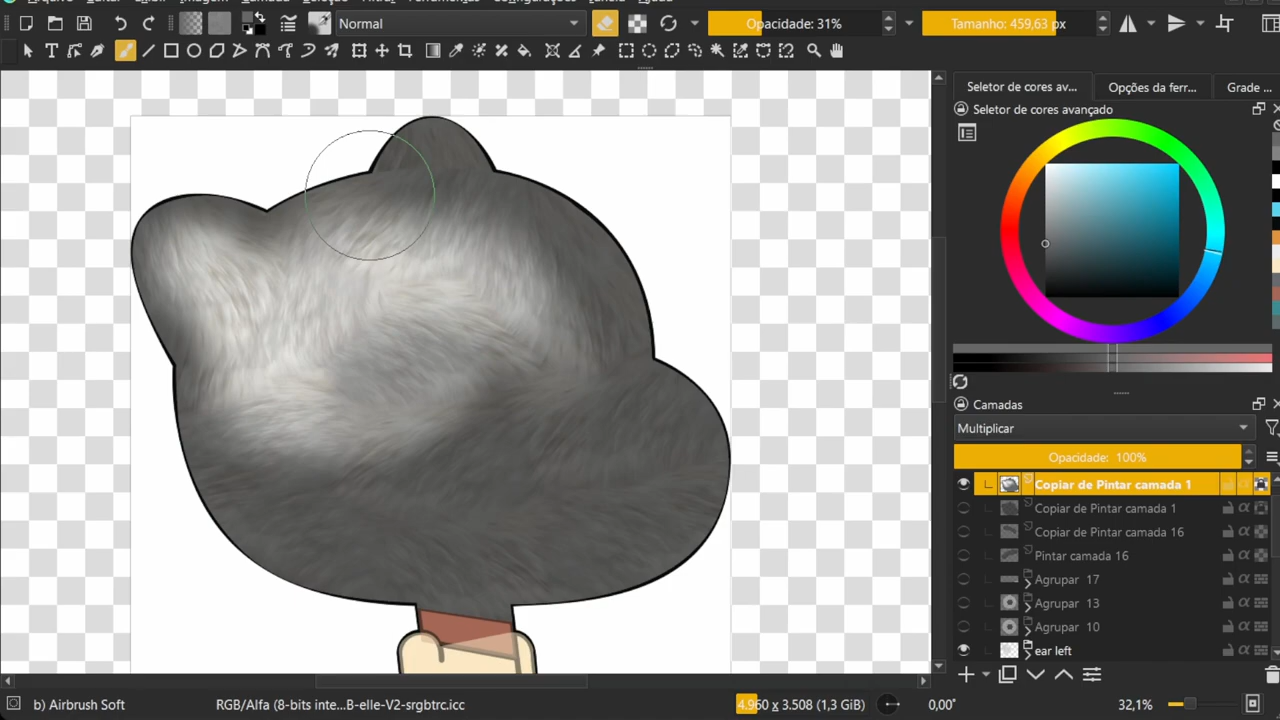 Normal
Opacidade: 31%
Tamanho: 459,63 px
Seletor de cores av...
Opções da ferr...
Grade ...
Seletor de cores avançado
Camadas
Multiplicar
Opacidade: 100%
Copiar de Pintar camada 1
Copiar de Pintar camada 1
Copiar de Pintar camada 16
Pintar camada 16
Agrupar 17
Agrupar 13
Agrupar 10
ear left
b) Airbrush Soft
RGB/Alfa (8-bits inte...B-elle-V2-srgbtrc.icc
4.960 x 3.508 (1,3 GiB)
0,00°
32,1%